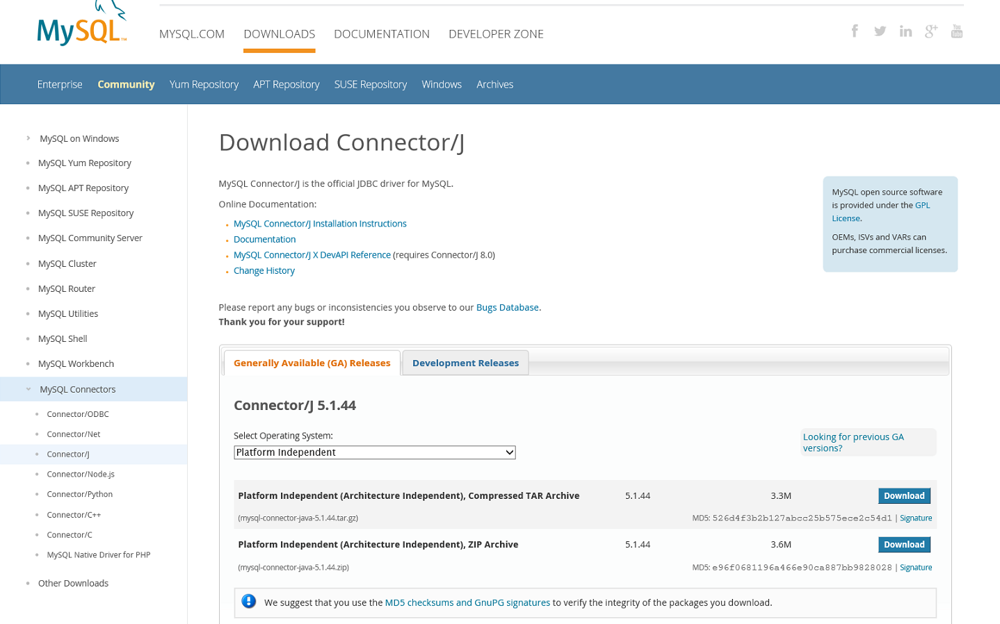 MySQL™
MYSQL.COM DOWNLOADS DOCUMENTATION DEVELOPER ZONE
Enterprise Community Yum Repository APT Repository SUSE Repository Windows Archives
MySQL on Windows
MySQL Yum Repository
MySQL APT Repository
MySQL SUSE Repository
MySQL Community Server
MySQL Cluster
MySQL Router
MySQL Utilities
MySQL Shell
MySQL Workbench
MySQL Connectors
Connector/ODBC
Connector/Net
Connector/J
Connector/Node.js
Connector/Python
Connector/C++
Connector/C
MySQL Native Driver for PHP
Other Downloads
Download Connector/J
MySQL Connector/J is the official JDBC driver for MySQL.
Online Documentation:
MySQL Connector/J Installation Instructions
Documentation
MySQL Connector/J X DevAPI Reference (requires Connector/J 8.0)
Change History
Please report any bugs or inconsistencies you observe to our Bugs Database.
Thank you for your support!
MySQL open source software
is provided under the GPL
License.
OEMs, ISVs and VARs can
purchase commercial licenses.
Generally Available (GA) Releases Development Releases
Connector/J 5.1.44
Select Operating System:
Platform Independent
Looking for previous GA
versions?
Platform Independent (Architecture Independent), Compressed TAR Archive 5.1.44 3.3M Download
(mysql-connector-java-5.1.44.tar.gz) MD5: 526d4f3b2b127abcc25b575ece2c54d1 | Signature
Platform Independent (Architecture Independent), ZIP Archive 5.1.44 3.6M Download
(mysql-connector-java-5.1.44.zip) MD5: e96f0681196a466e90ca887bb9828028 | Signature
We suggest that you use the MD5 checksums and GnuPG signatures to verify the integrity of the packages you download.